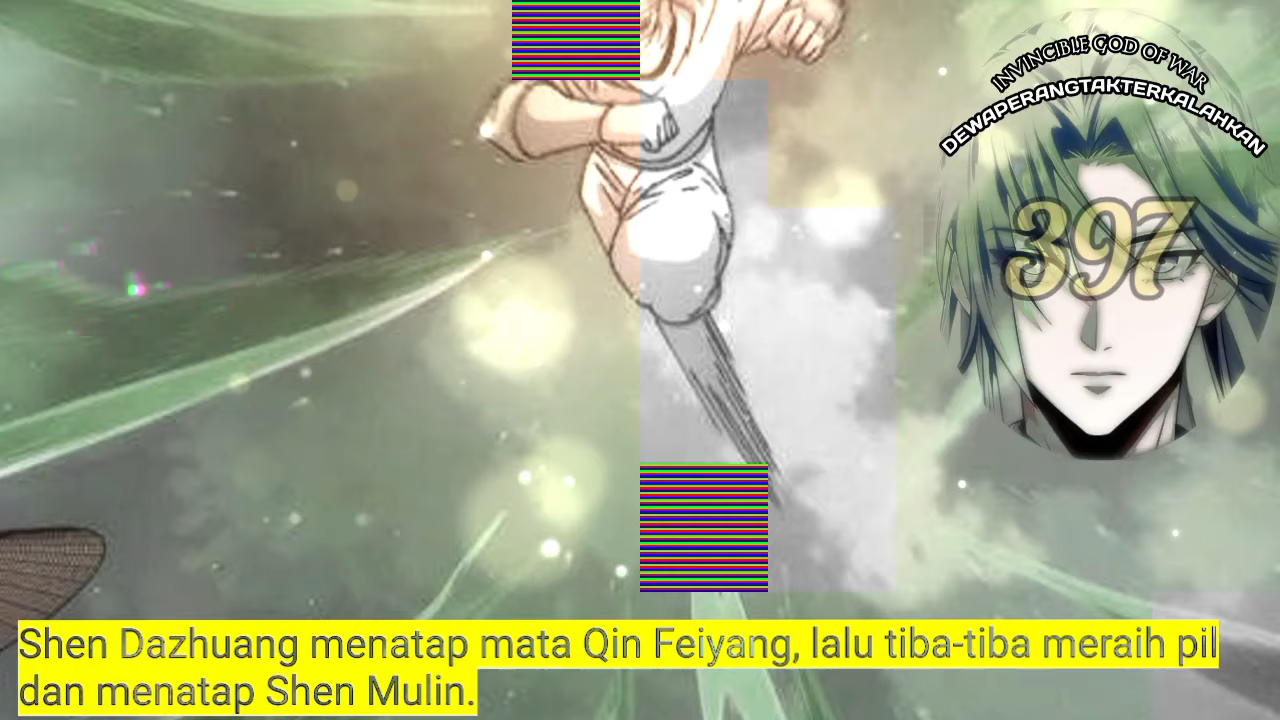 INVINCIBLE GOD OF WAR
DEWAPERANGTAKTERKALAHKAN
397
Shen Dazhuang menatap mata Qin Feiyang, lalu tiba-tiba meraih pil
dan menatap Shen Mulin.